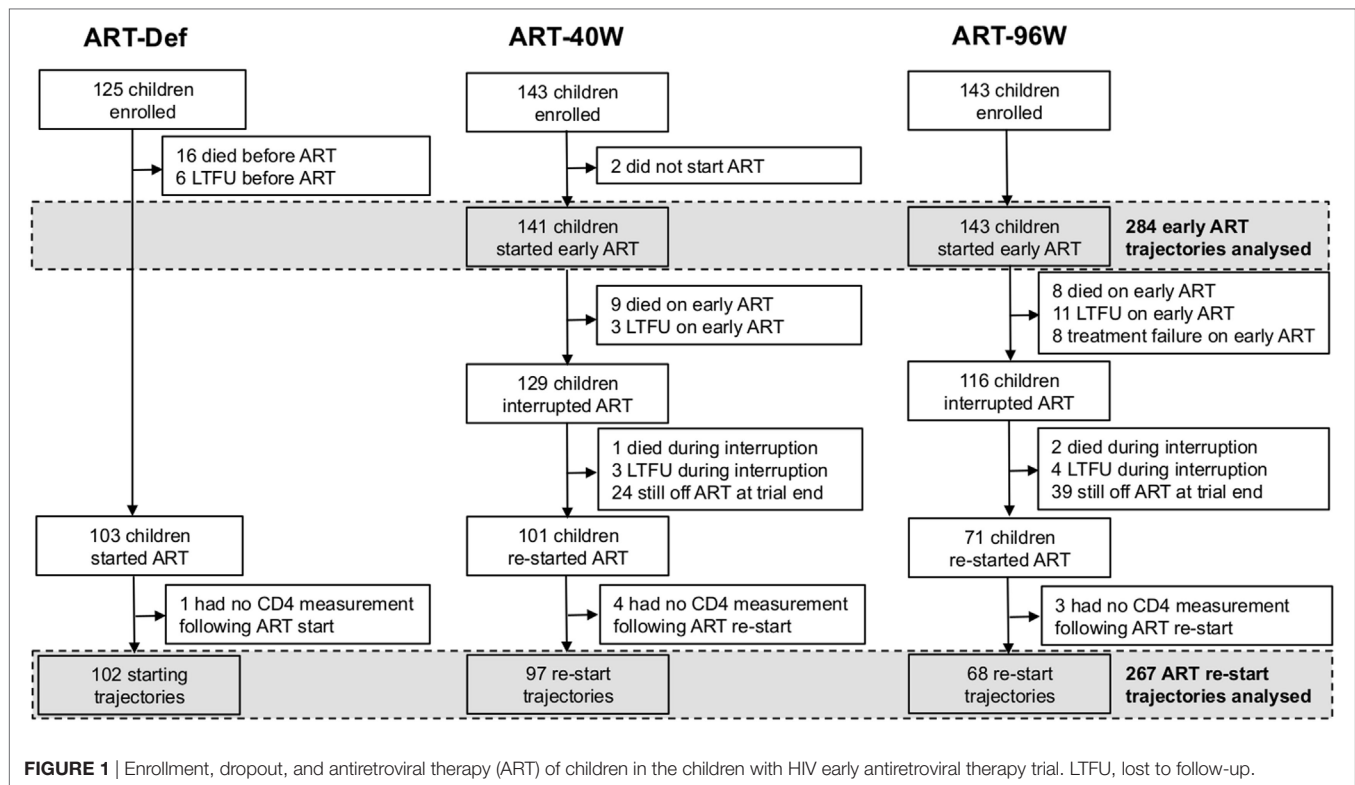 ART-Def
ART-40W
ART-96W
125 children
enrolled
143 children
enrolled
143 children
enrolled
16 died before ART
6 LTFU before ART
2 did not start ART
141 children
started early ART
143 children
started early ART
284 early ART
trajectories analysed
9 died on early ART
3 LTFU on early ART
8 died on early ART
11 LTFU on early ART
8 treatment failure on early ART
129 children
interrupted ART
116 children
interrupted ART
1 died during interruption
3 LTFU during interruption
24 still off ART at trial end
2 died during interruption
4 LTFU during interruption
39 still off ART at trial end
103 children
started ART
101 children
re-started ART
71 children
re-started ART
1 had no CD4 measurement
following ART start
4 had no CD4 measurement
following ART re-start
3 had no CD4 measurement
following ART re-start
102 starting
trajectories
97 re-start
trajectories
68 re-start
trajectories
267 ART re-start
trajectories analysed
FIGURE 1 | Enrollment, dropout, and antiretroviral therapy (ART) of children in the children with HIV early antiretroviral therapy trial. LTFU, lost to follow-up.